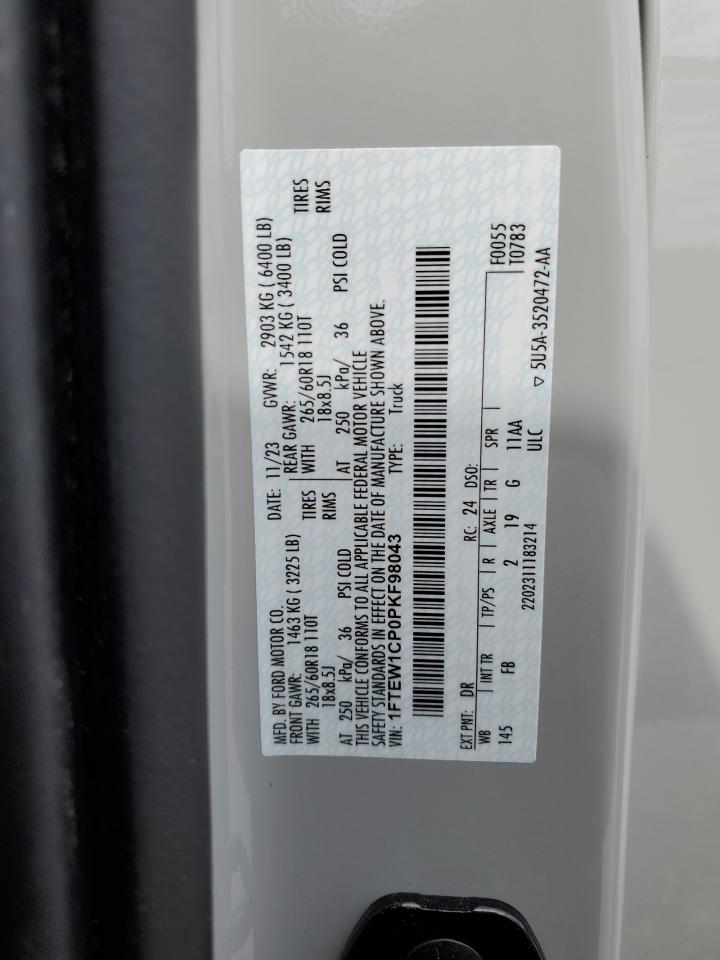 MFD. BY FORD MOTOR CO. DATE: 11/23 GVWR: 2903 KG ( 6400 LB)
FRONT GAWR: 1463 KG ( 3225 LB) REAR GAWR: 1542 KG ( 3400 LB)
WITH 265/60R18 110T TIRES WITH 265/60R18 110T TIRES
18x8.5J RIMS 18x8.5J RIMS
AT 250 kPa/ 36 PSI COLD AT 250 kPa/ 36 PSI COLD
THIS VEHICLE CONFORMS TO ALL APPLICABLE FEDERAL MOTOR VEHICLE
SAFETY STANDARDS IN EFFECT ON THE DATE OF MANUFACTURE SHOWN ABOVE.
VIN: 1FTEW1CP0PKF98043 TYPE: Truck
EXT PNT: DR RC: 24 DSO: F0055
WB INT TR TP/PS R AXLE TR SPR T0783
145 FB 2 19 G 11AA
2202311183214 ULC ▽ 5U5A-3520472-AA